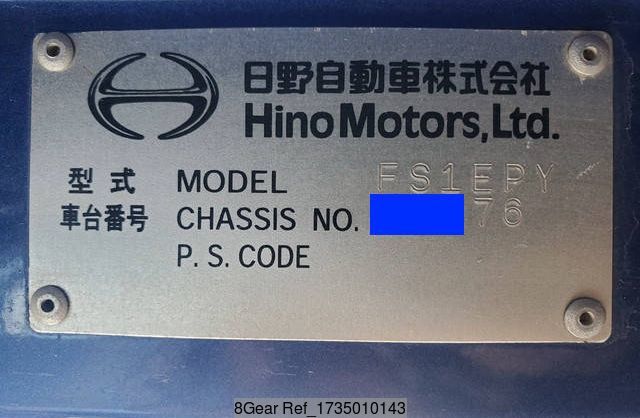 日野自動車株式会社
Hino Motors, Ltd.
型式 MODEL FS1EPY
車台番号 CHASSIS NO. 76
P. S. CODE
8Gear Ref_1735010143